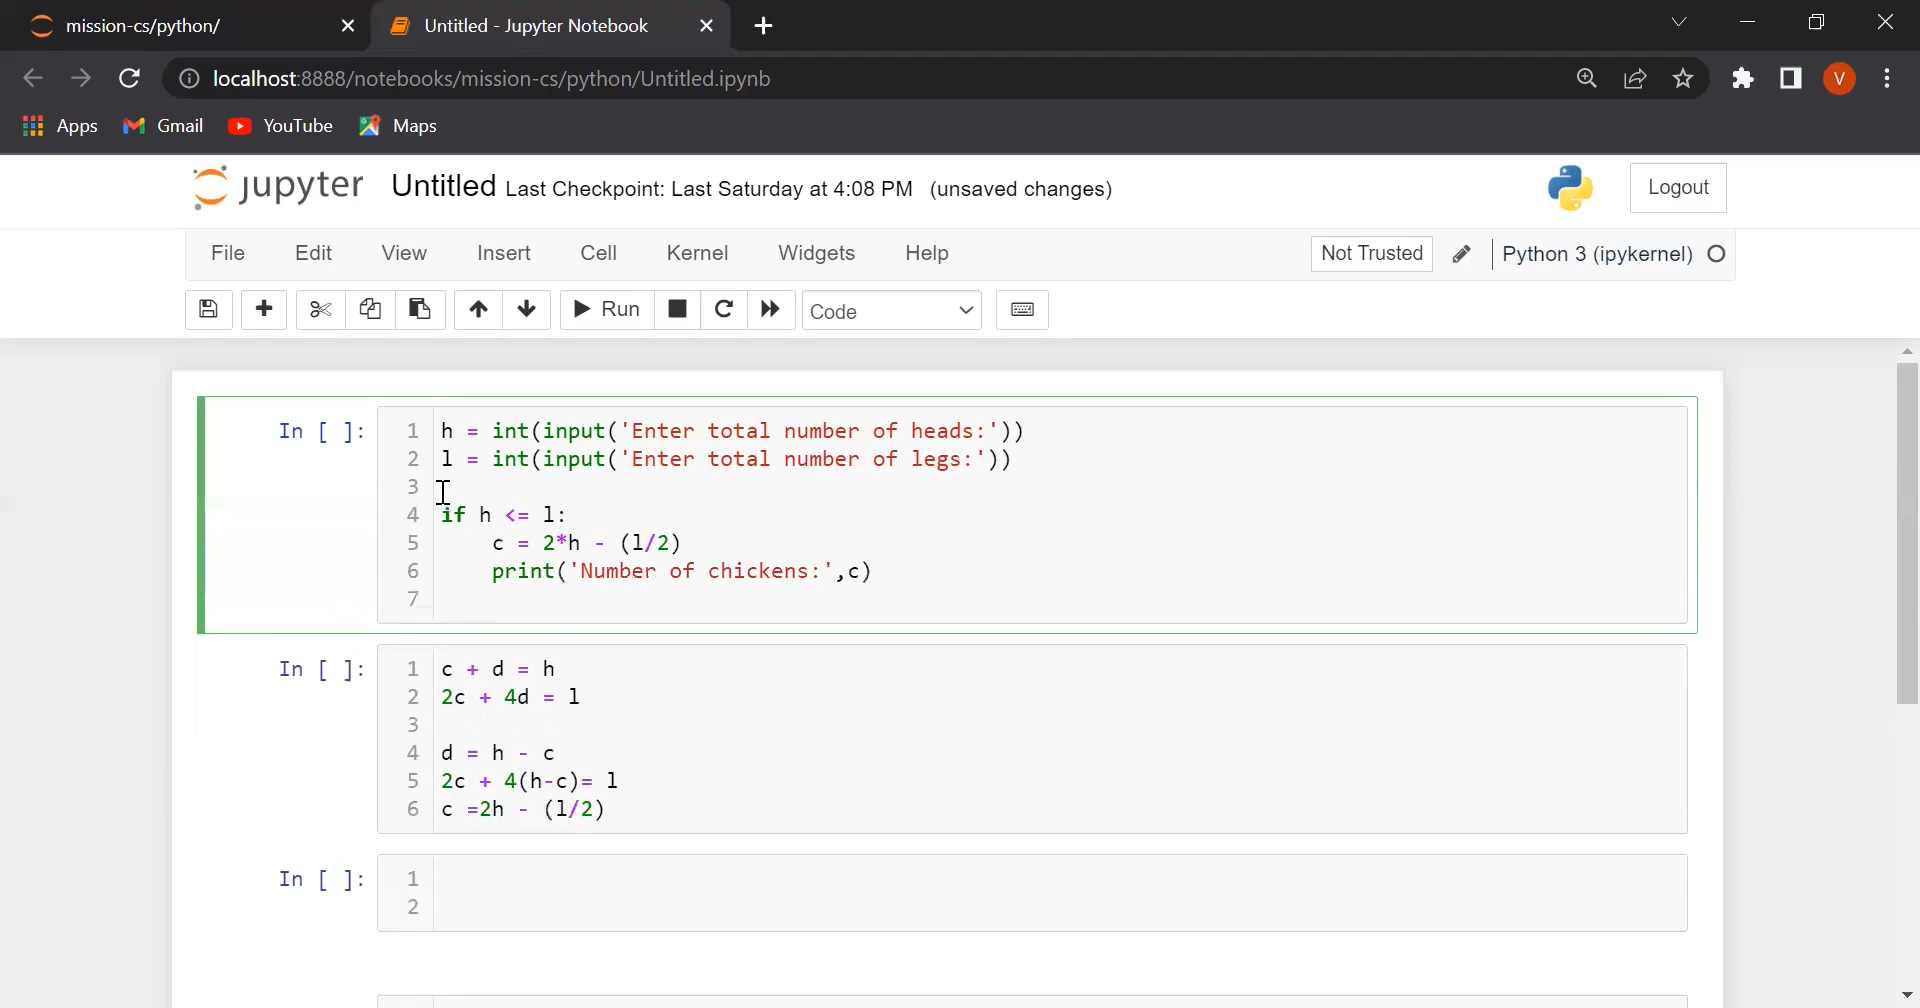 mission-cs/python/
Untitled - Jupyter Notebook
localhost:8888/notebooks/mission-cs/python/Untitled.ipynb
V
Apps Gmail YouTube Maps
jupyter Untitled Last Checkpoint: Last Saturday at 4:08 PM (unsaved changes)
Logout
File Edit View Insert Cell Kernel Widgets Help
Not Trusted Python 3 (ipykernel)
Run Code
In [ ]: 1 h = int(input('Enter total number of heads:'))
2 l = int(input('Enter total number of legs:'))
3
4 if h <= l:
5 c = 2*h - (l/2)
6 print('Number of chickens:',c)
7
In [ ]: 1 c + d = h
2 2c + 4d = l
3
4 d = h - c
5 2c + 4(h-c)= l
6 c =2h - (l/2)
In [ ]: 1
2